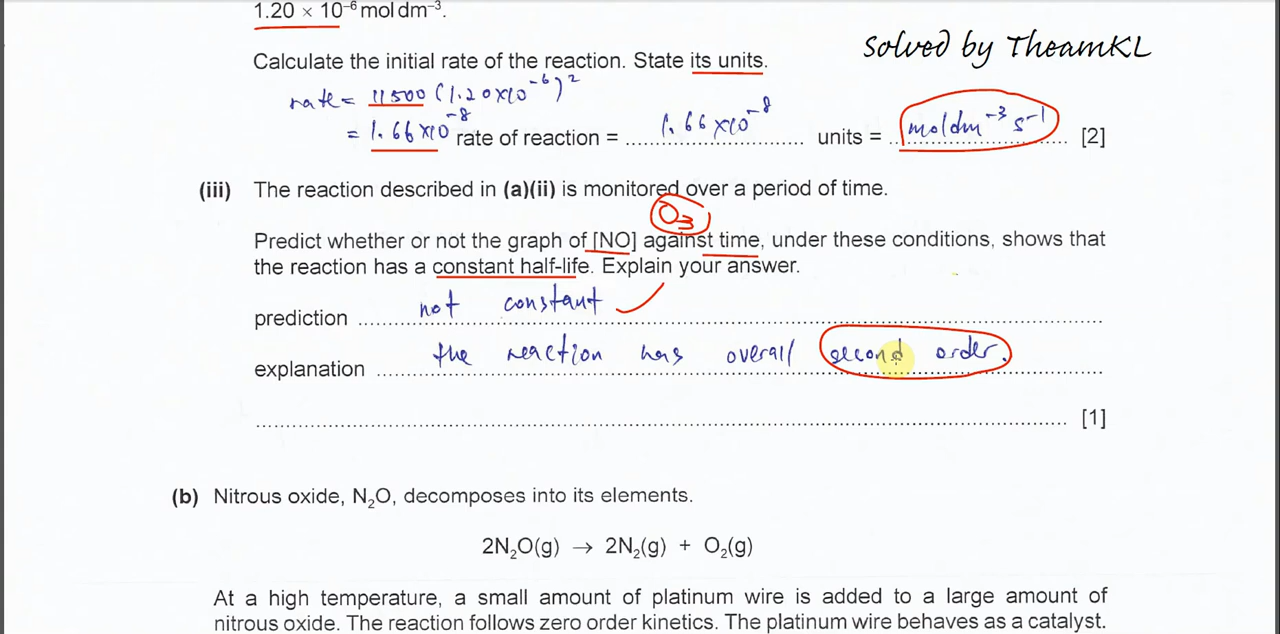 1.20 × 10⁻⁶ mol dm⁻³.
Solved by TheamKL
Calculate the initial rate of the reaction. State its units.
rate = 11500 (1.20×10⁻⁶)²
= 1.66×10⁻⁸ rate of reaction = 1.66×10⁻⁸ units = moldm⁻³ s⁻¹ [2]
(iii) The reaction described in (a)(ii) is monitored over a period of time.
O₃
Predict whether or not the graph of [NO] against time, under these conditions, shows that
the reaction has a constant half-life. Explain your answer.
prediction not constant
explanation the reaction has overall second order.
[1]
(b) Nitrous oxide, N₂O, decomposes into its elements.
2N₂O(g) → 2N₂(g) + O₂(g)
At a high temperature, a small amount of platinum wire is added to a large amount of
nitrous oxide. The reaction follows zero order kinetics. The platinum wire behaves as a catalyst.